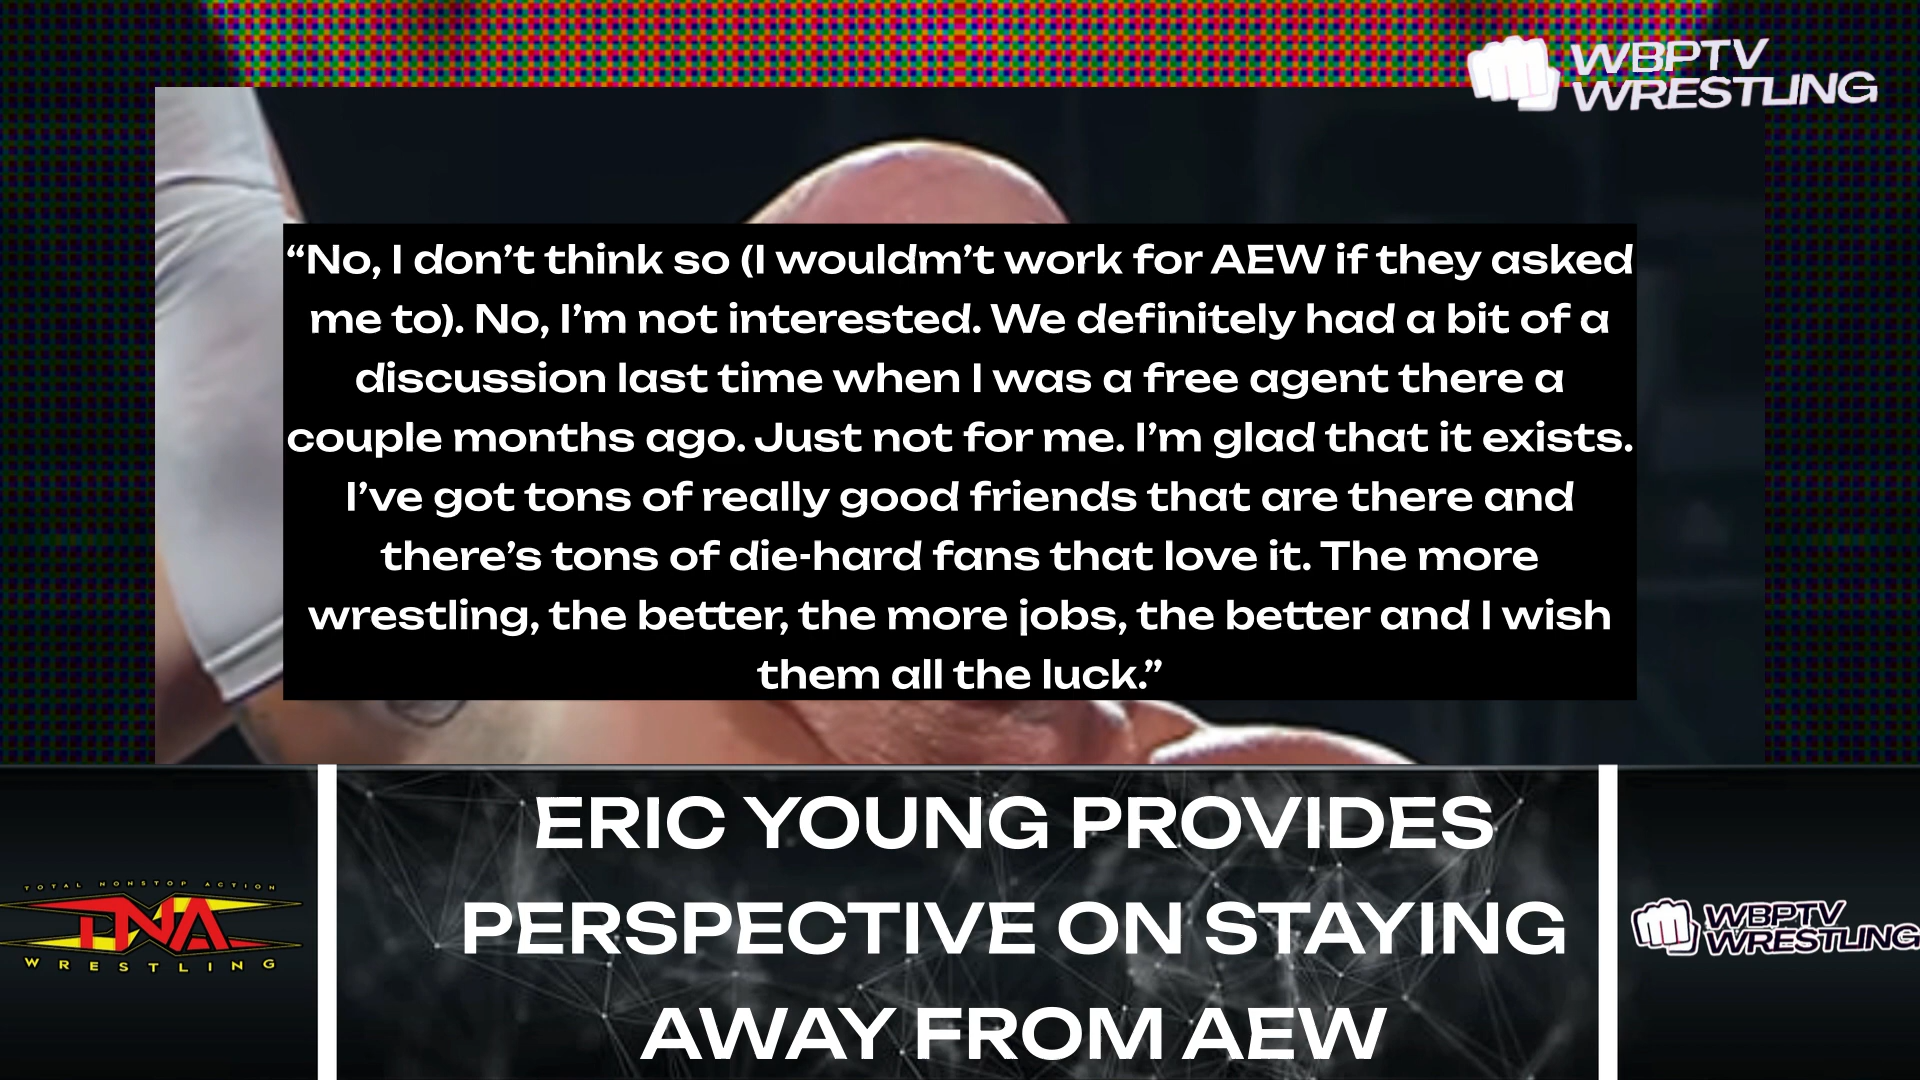 WBPTV
WRESTLING
“No, I don’t think so (I wouldm’t work for AEW if they asked
me to). No, I’m not interested. We definitely had a bit of a
discussion last time when I was a free agent there a
couple months ago. Just not for me. I’m glad that it exists.
I’ve got tons of really good friends that are there and
there’s tons of die-hard fans that love it. The more
wrestling, the better, the more jobs, the better and I wish
them all the luck.”
ERIC YOUNG PROVIDES
PERSPECTIVE ON STAYING
AWAY FROM AEW
TOTAL NONSTOP ACTION
TNA
WRESTLING
WBPTV
WRESTLING